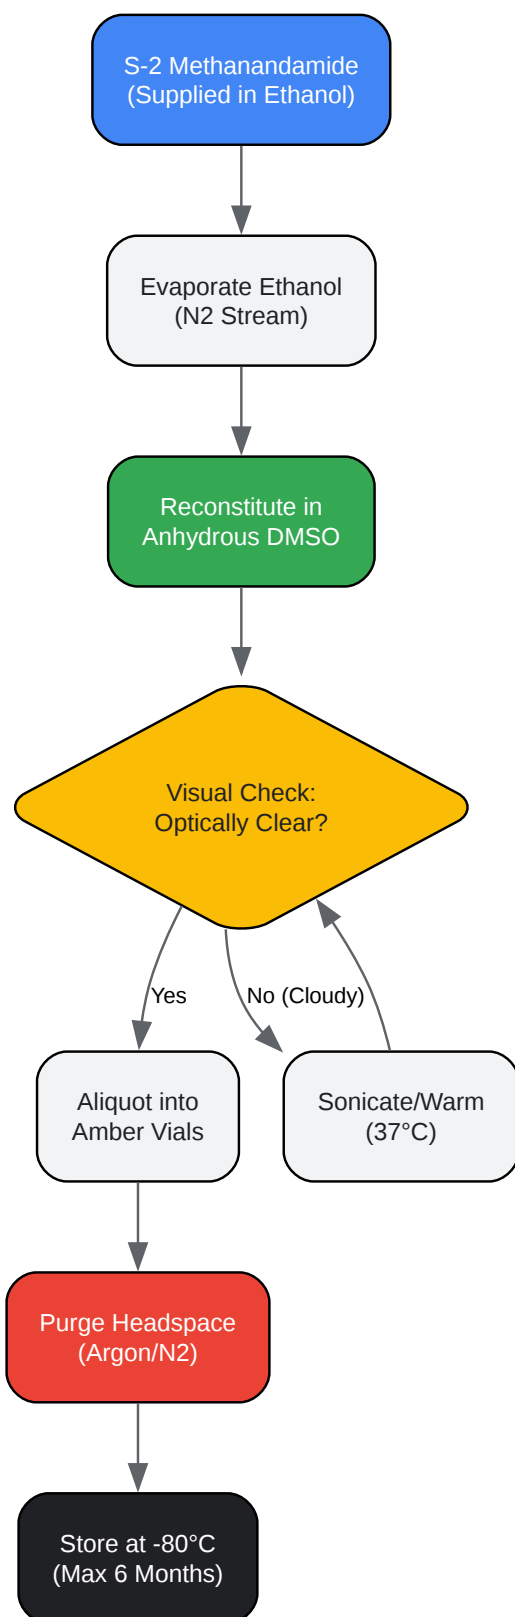 S-2 Methanandamide
(Supplied in Ethanol)
Evaporate Ethanol
(N2 Stream)
Reconstitute in
Anhydrous DMSO
Visual Check:
Optically Clear?
Yes
No (Cloudy)
Aliquot into
Amber Vials
Sonicate/Warm
(37°C)
Purge Headspace
(Argon/N2)
Store at -80°C
(Max 6 Months)